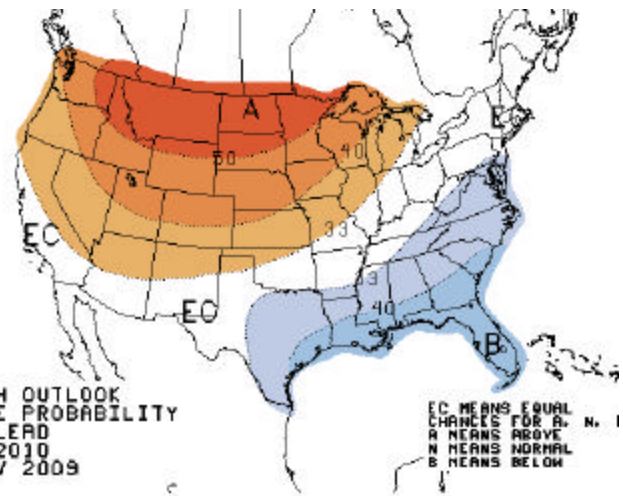 A
E
50
40
33
EC
EC
3
40
B
H OUTLOOK
E PROBABILITY
LEAD
2010
V 2009
EC MEANS EQUAL
CHANCES FOR A, N,
A MEANS ABOVE
N MEANS NORMAL
B MEANS BELOW